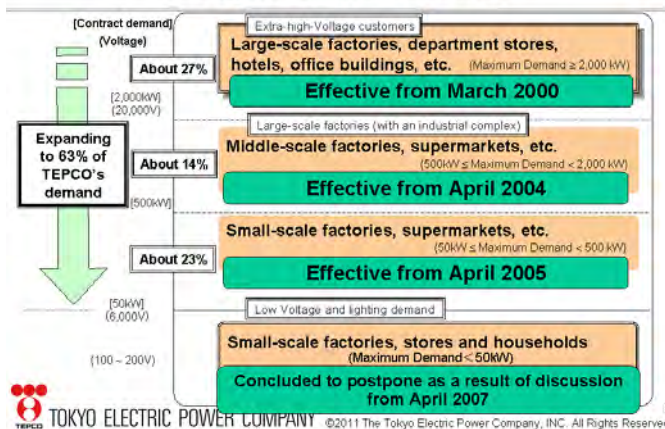 [Contract demand]
(Voltage)
Extra-high-Voltage customers
Large-scale factories, department stores,
hotels, office buildings, etc. (Maximum Demand ≥ 2,000 kW)
About 27%
Effective from March 2000
[2,000kW]
(20,000V)
Large-scale factories (with an industrial complex)
Expanding
to 63% of
TEPCO's
demand
Middle-scale factories, supermarkets, etc.
(500kW ≤ Maximum Demand < 2,000 kW)
About 14%
Effective from April 2004
[500kW]
Small-scale factories, supermarkets, etc.
(50kW ≤ Maximum Demand < 500 kW)
About 23%
Effective from April 2005
[50kW]
(6,000V)
Low Voltage and lighting demand
Small-scale factories, stores and households
(Maximum Demand < 50kW)
(100 ~ 200V)
Concluded to postpone as a result of discussion
from April 2007
TEPCO
TOKYO ELECTRIC POWER COMPANY ©2011 The Tokyo Electric Power Company, INC. All Rights Reserve